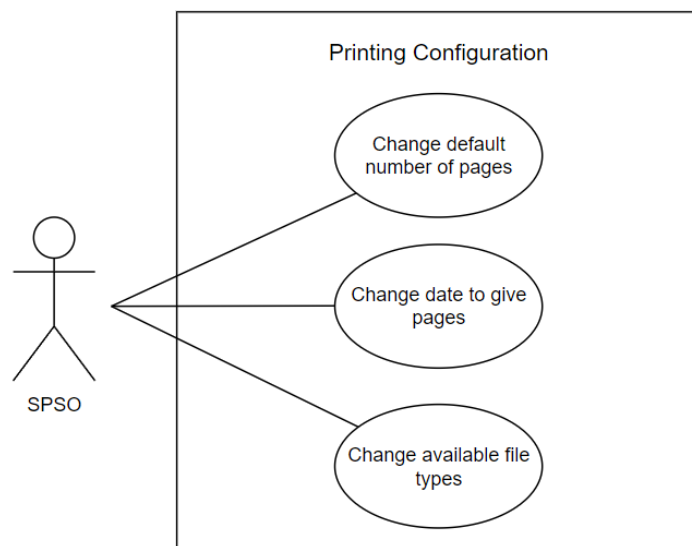 Printing Configuration
Change default
number of pages
Change date to give
pages
SPSO
Change available file
types